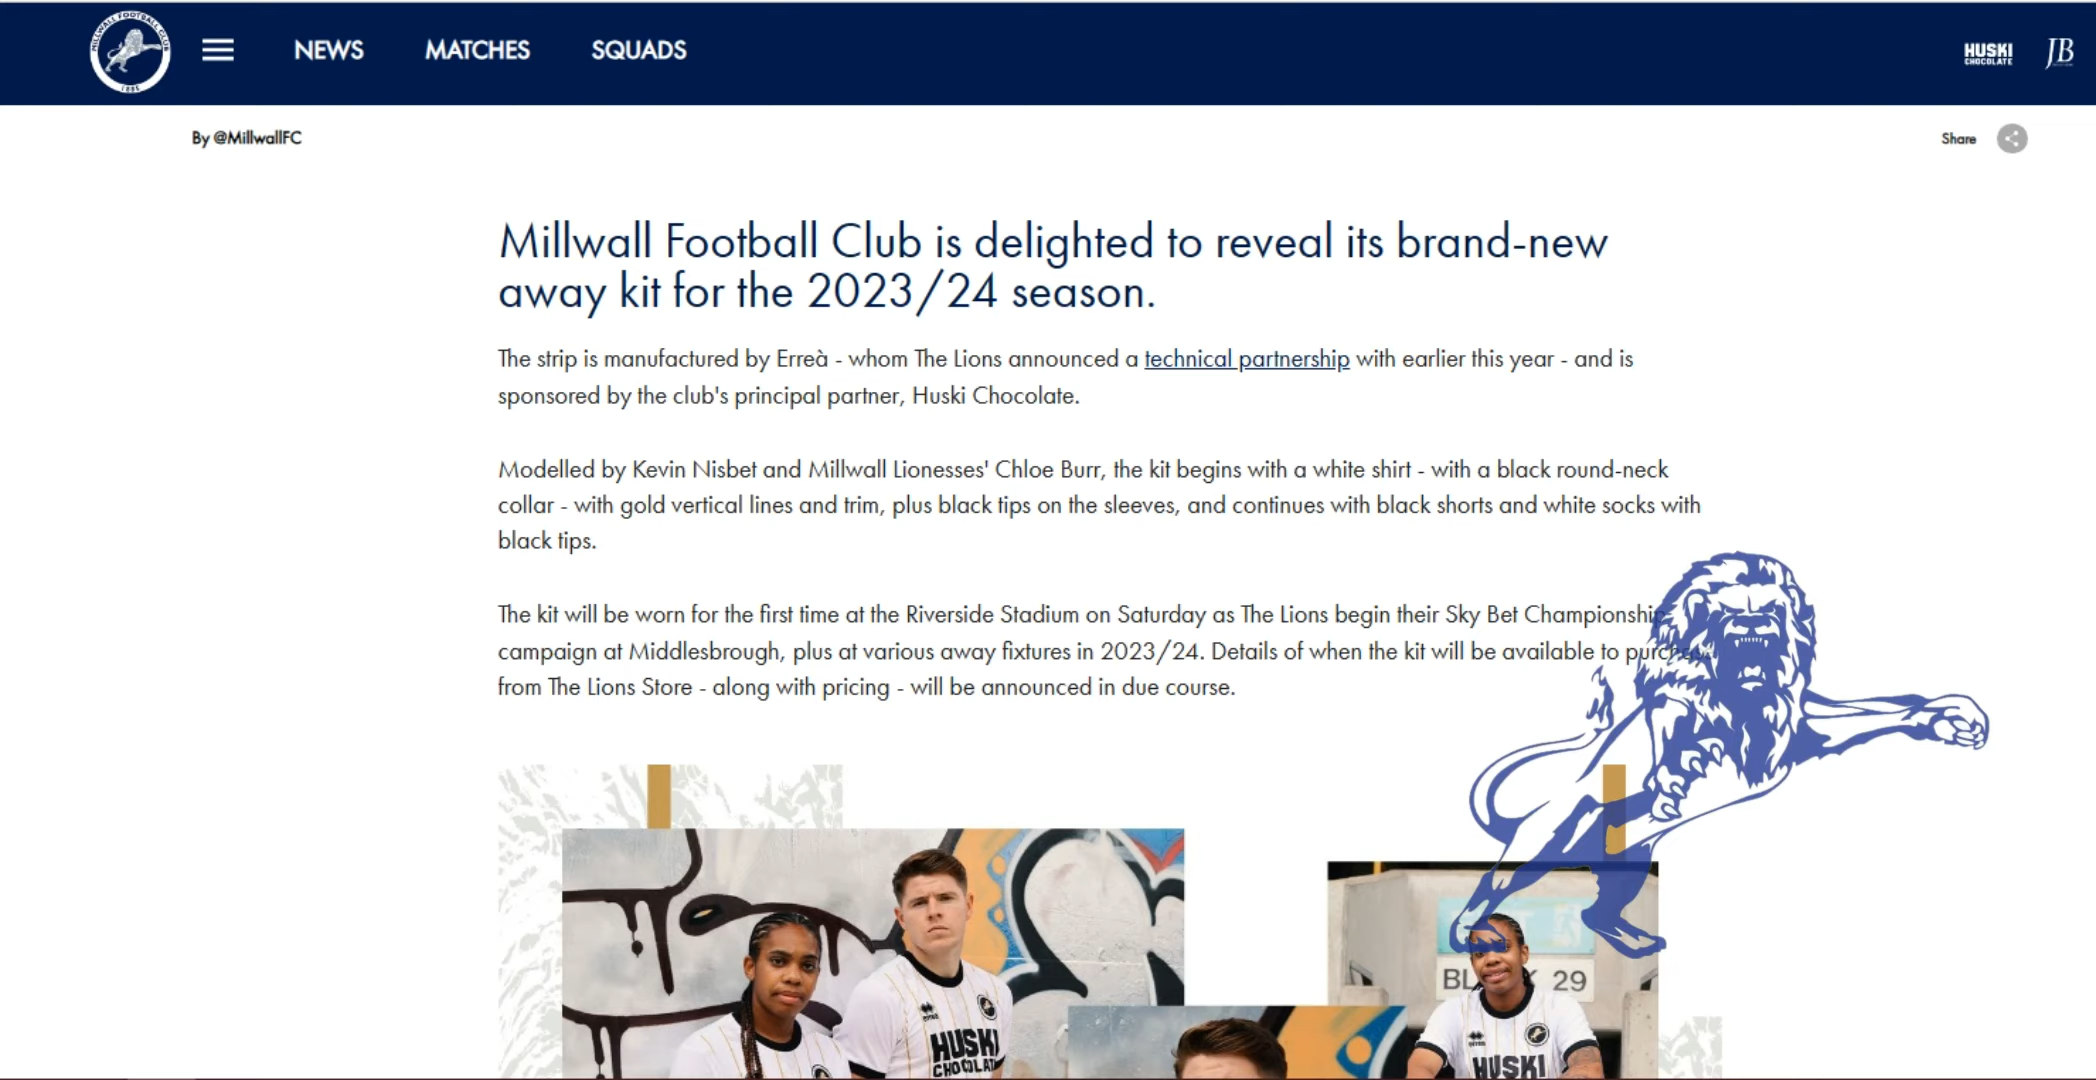 MILLWALL FOOTBALL CLUB
1885
NEWS MATCHES SQUADS
HUSKI
CHOCOLATE
JB
By @MillwallFC
Share
Millwall Football Club is delighted to reveal its brand-new
away kit for the 2023/24 season.
The strip is manufactured by Erreà - whom The Lions announced a technical partnership with earlier this year - and is
sponsored by the club's principal partner, Huski Chocolate.
Modelled by Kevin Nisbet and Millwall Lionesses' Chloe Burr, the kit begins with a white shirt - with a black round-neck
collar - with gold vertical lines and trim, plus black tips on the sleeves, and continues with black shorts and white socks with
black tips.
The kit will be worn for the first time at the Riverside Stadium on Saturday as The Lions begin their Sky Bet Championship
campaign at Middlesbrough, plus at various away fixtures in 2023/24. Details of when the kit will be available to purchase
from The Lions Store - along with pricing - will be announced in due course.
HUSKI
CHOCOLAT
29
HUSKI